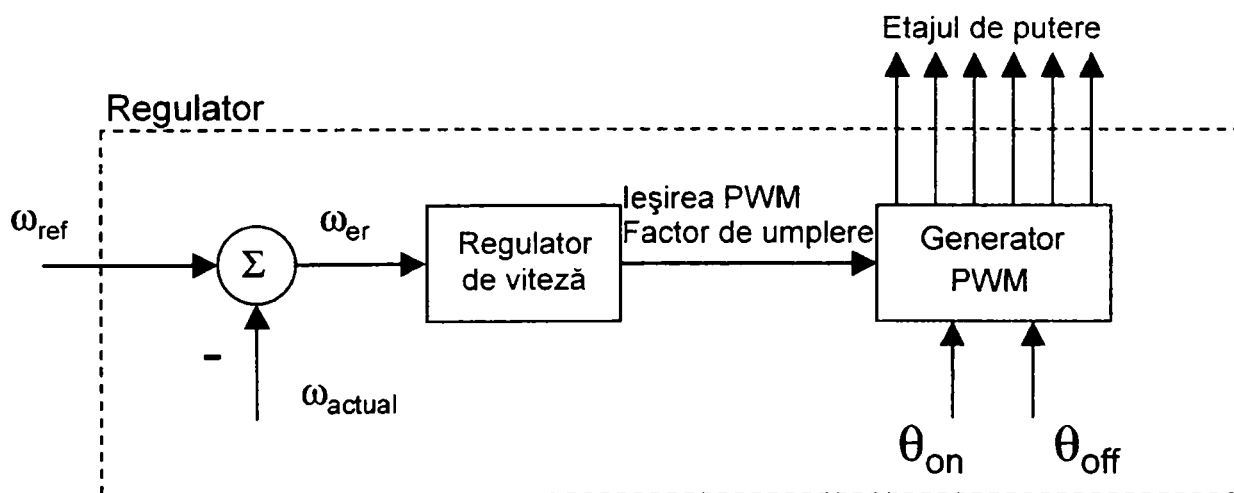 Etajul de putere
Regulator
Ieşirea PWM
Factor de umplere
ω_ref
Σ
ω_er
Regulator
de viteză
Generator
PWM
-
ω_actual
θ_on
θ_off